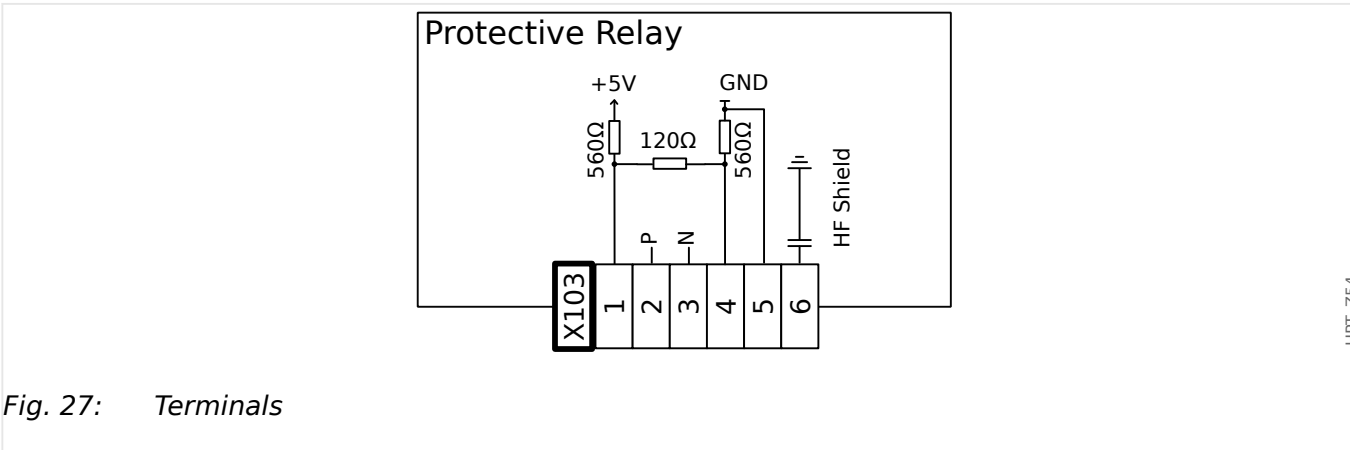 Protective Relay
+5V
GND
560Ω
120Ω
560Ω
HF Shield
P
N
X103
1
2
3
4
5
6
Fig. 27: Terminals